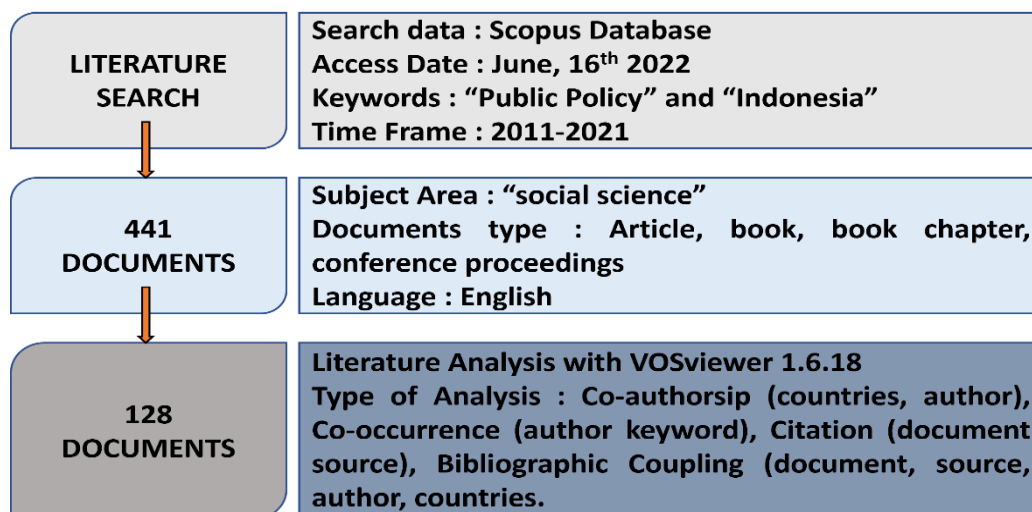 LITERATURE
SEARCH
Search data : Scopus Database
Access Date : June, 16th 2022
Keywords : “Public Policy” and “Indonesia”
Time Frame : 2011-2021
441
DOCUMENTS
Subject Area : “social science”
Documents type : Article, book, book chapter,
conference proceedings
Language : English
128
DOCUMENTS
Literature Analysis with VOSviewer 1.6.18
Type of Analysis : Co-authorsip (countries, author),
Co-occurrence (author keyword), Citation (document
source), Bibliographic Coupling (document, source,
author, countries.